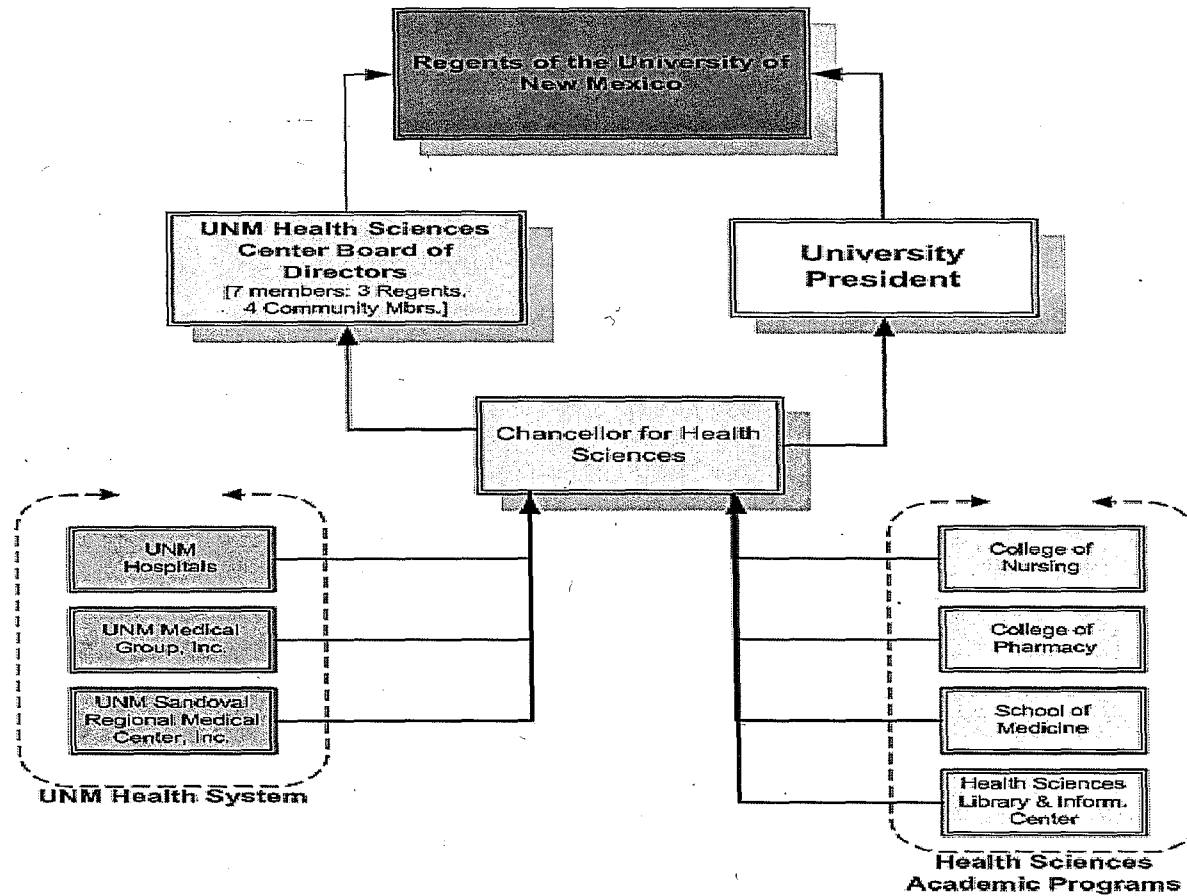 Regents of the University of
New Mexico
UNM Health Sciences
Center Board of
Directors
[7 members: 3 Regents,
4 Community Mbrs.]
University
President
Chancellor for Health
Sciences
UNM
Hospitals
UNM Medical
Group, Inc.
UNM Sandoval
Regional Medical
Center, Inc.
UNM Health System
College of
Nursing
College of
Pharmacy
School of
Medicine
Health Sciences
Library & Inform.
Center
Health Sciences
Academic Programs